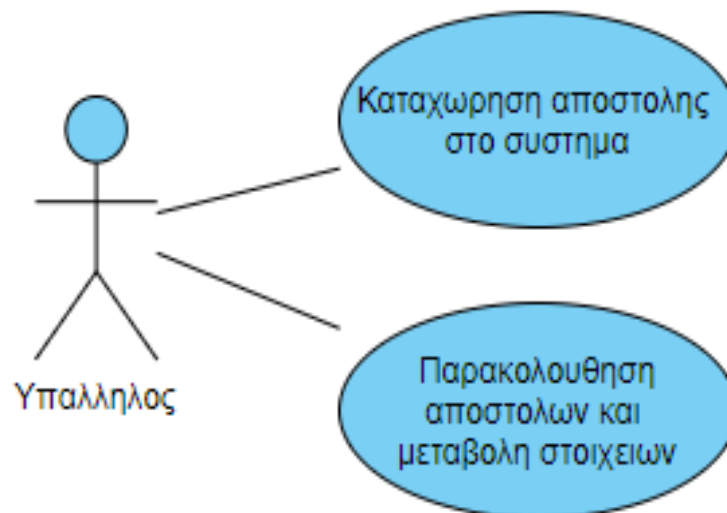 Καταχωρηση αποστολης
στο συστημα
Υπαλληλος
Παρακολουθηση
αποστολων και
μεταβολη στοιχειων